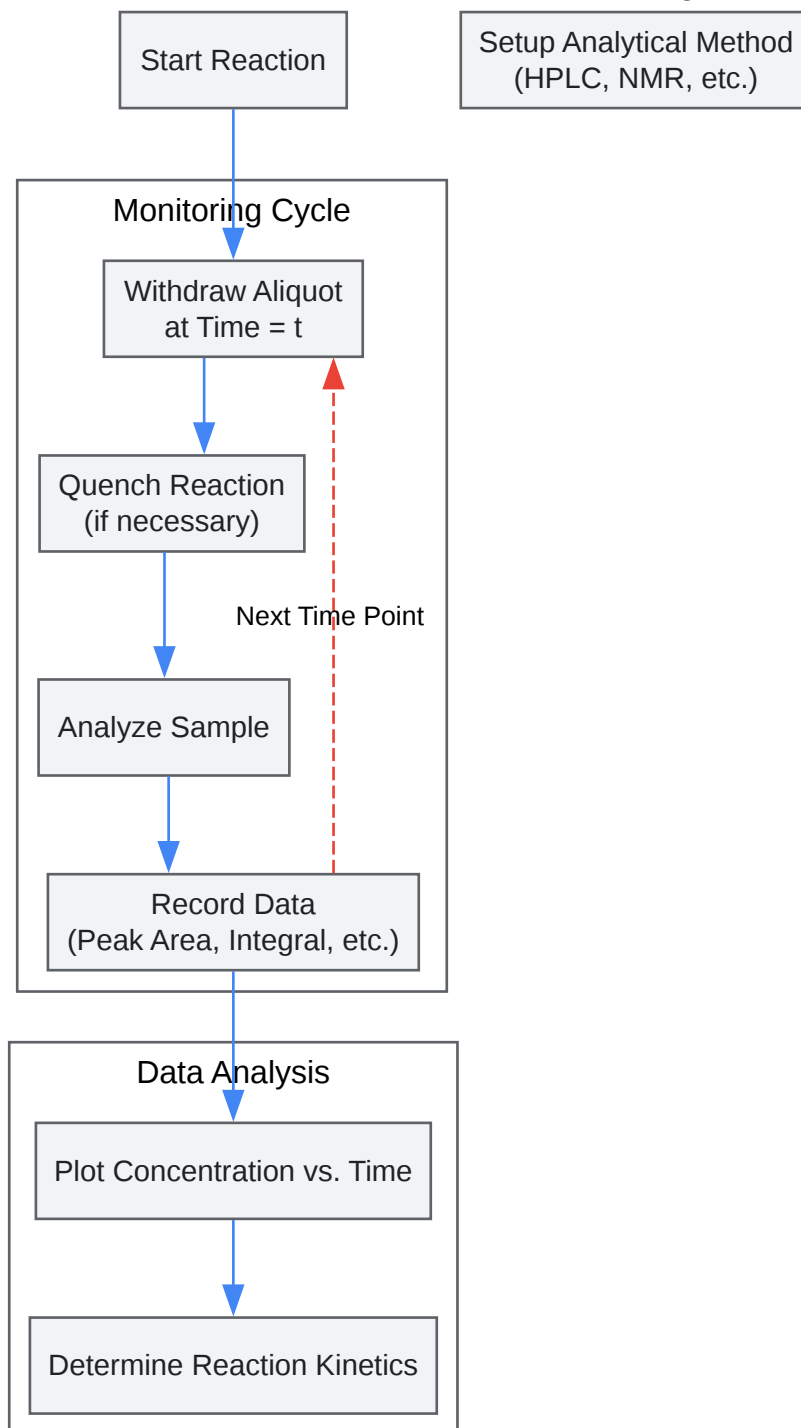 Start Reaction
Setup Analytical Method
(HPLC, NMR, etc.)
Monitoring Cycle
Withdraw Aliquot
at Time = t
Quench Reaction
(if necessary)
Next Time Point
Analyze Sample
Record Data
(Peak Area, Integral, etc.)
Data Analysis
Plot Concentration vs. Time
Determine Reaction Kinetics